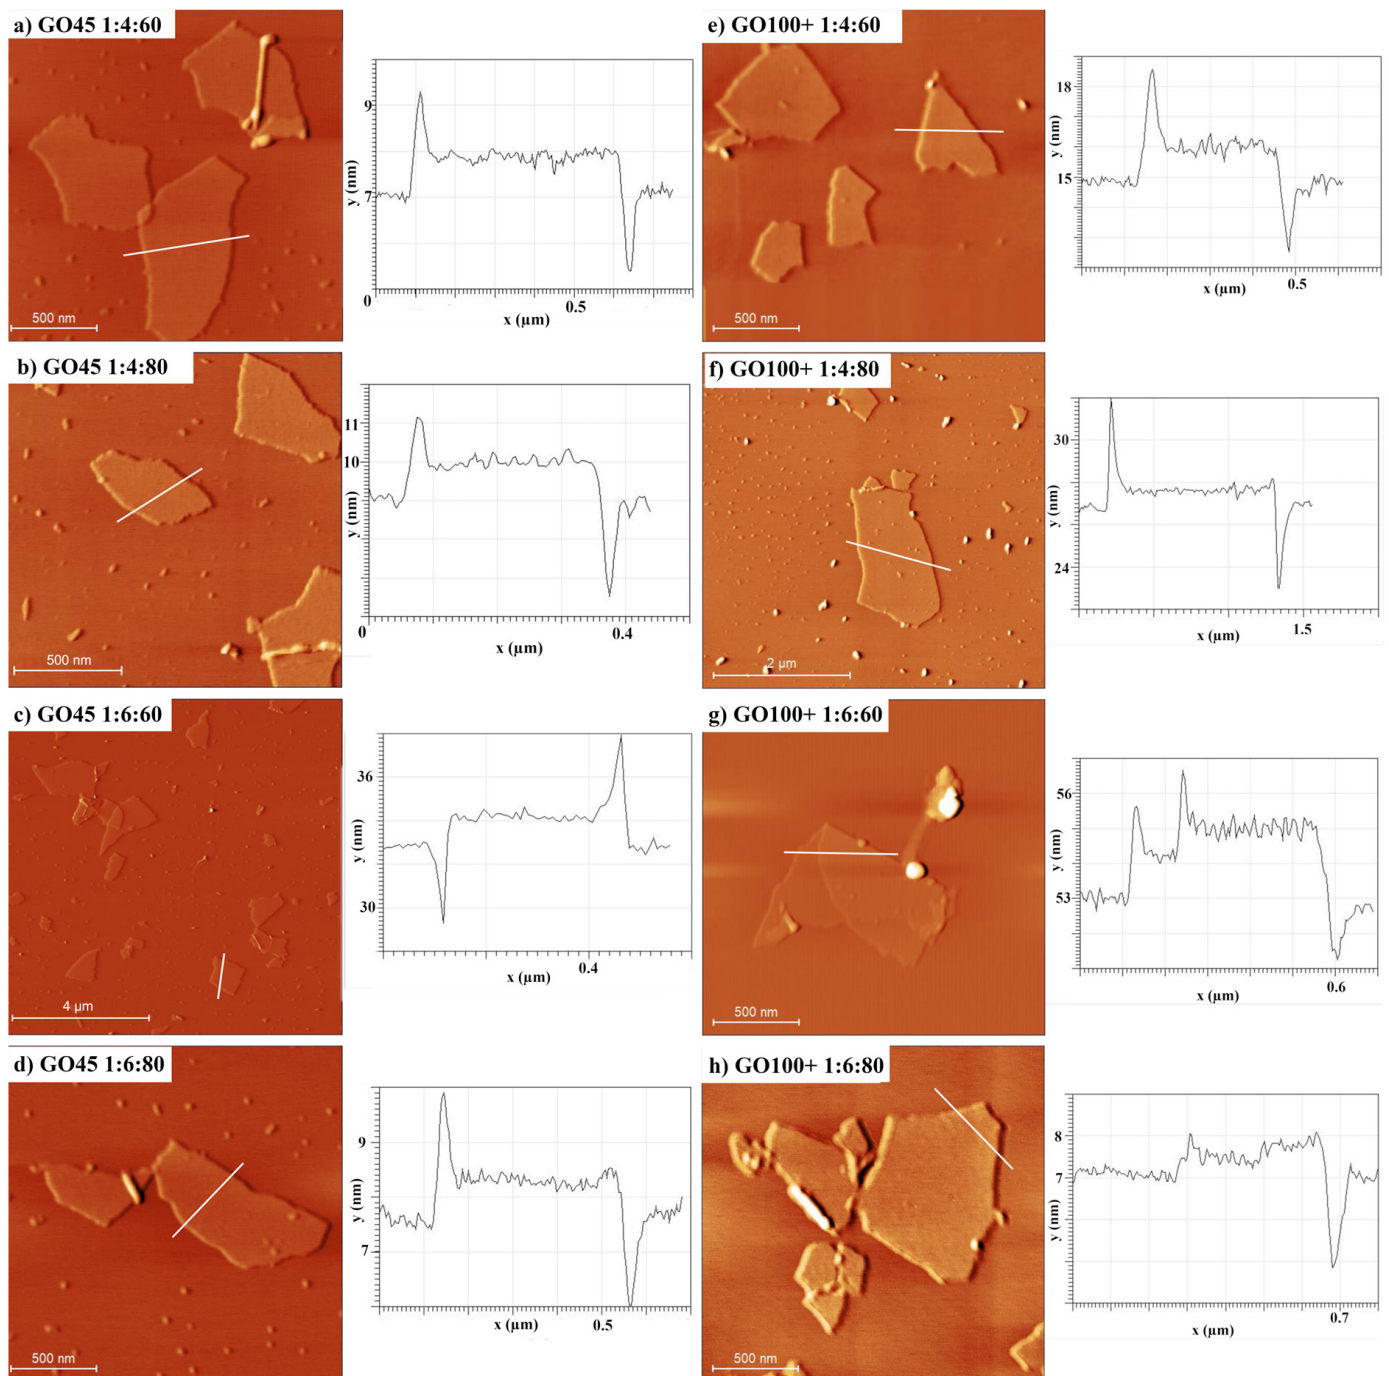 a) GO45 1:4:60
9
7
y (nm)
0
0.5
x (µm)
500 nm
b) GO45 1:4:80
11
10
y (nm)
0
0.4
x (µm)
500 nm
c) GO45 1:6:60
36
30
y (nm)
0.4
x (µm)
4 µm
d) GO45 1:6:80
9
7
y (nm)
0.5
x (µm)
500 nm
e) GO100+ 1:4:60
18
15
y (nm)
0.5
x (µm)
500 nm
f) GO100+ 1:4:80
30
24
y (nm)
1.5
x (µm)
2 µm
g) GO100+ 1:6:60
56
53
y (nm)
0.6
x (µm)
500 nm
h) GO100+ 1:6:80
8
7
y (nm)
0.7
x (µm)
500 nm